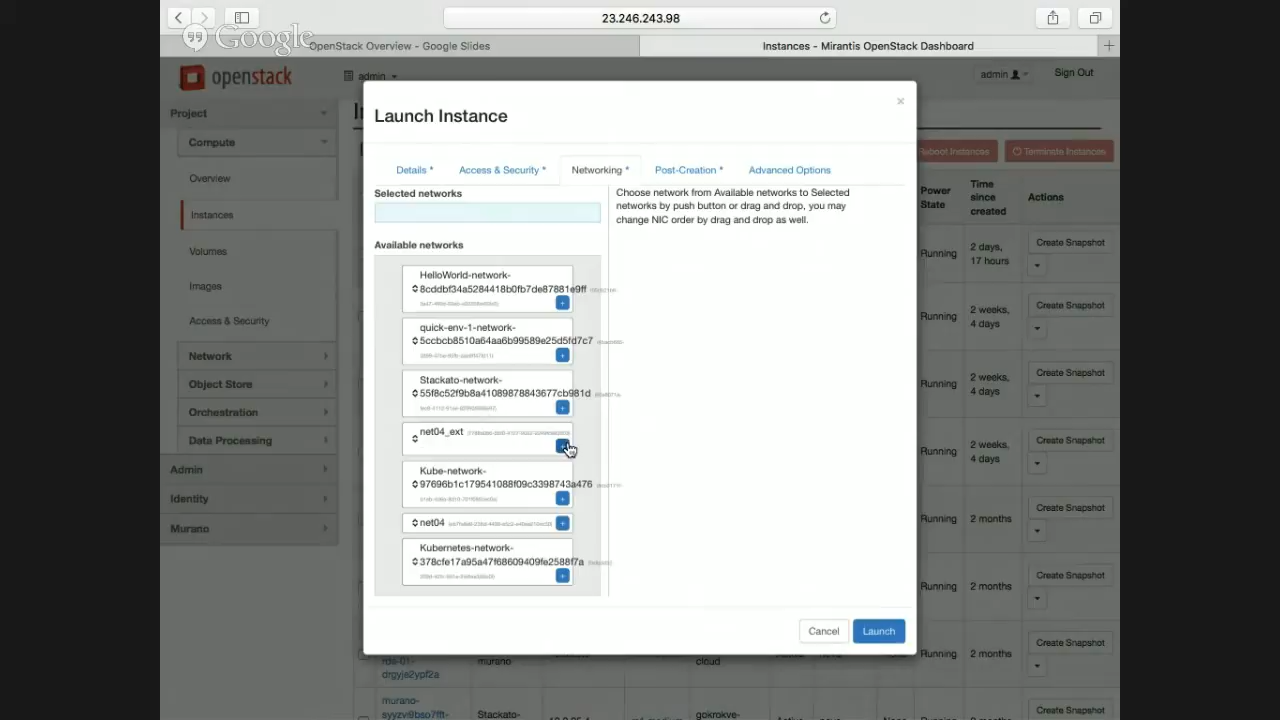 23.246.243.98
Google
OpenStack Overview - Google Slides
Instances - Mirantis OpenStack Dashboard
openstack
admin
admin
Sign Out
Project
Compute
Overview
Instances
Volumes
Images
Access & Security
Network
Object Store
Orchestration
Data Processing
Admin
Identity
Murano
Launch Instance
×
Details *
Access & Security *
Networking *
Post-Creation *
Advanced Options
Selected networks
Available networks
HelloWorld-network-
8cddbf34a5284418b0fb7de87881e9ff
quick-env-1-network-
5ccbcb8510a64aa6b99589e25d5fd7c7
Stackato-network-
55f8c52f9b8a41089878843677cb981d
net04_ext
Kube-network-
97696b1c179541088f09c3398743a476
net04
Kubernetes-network-
378cfe17a95a47f68609409fe2588f7a
Choose network from Available networks to Selected
networks by push button or drag and drop, you may
change NIC order by drag and drop as well.
Cancel
Launch
Reboot Instances
Terminate Instances
Power
State
Time
since
created
Actions
Running
2 days,
17 hours
Create Snapshot
Running
2 weeks,
4 days
Create Snapshot
Running
2 weeks,
4 days
Create Snapshot
Running
2 weeks,
4 days
Create Snapshot
Running
2 months
Create Snapshot
Running
2 months
Create Snapshot
Running
2 months
Create Snapshot
rds-01-
drgyjs2ypf2a
murano
cloud
murano-
Stackato-
gokrokve-
Running
2 months
Create Snapshot